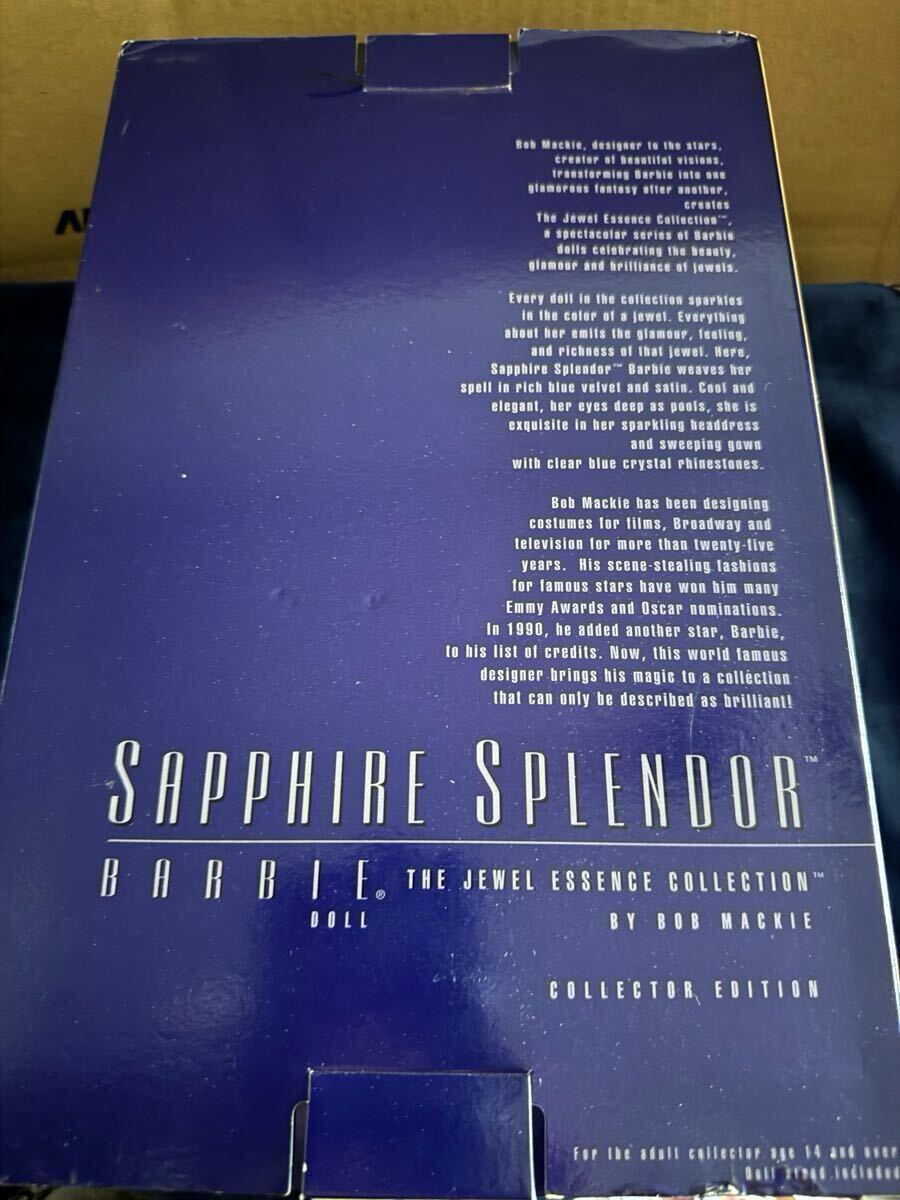 Bob Mackie, designer to the stars,
creator of beautiful visions,
transforming Barbie into one
glamorous fantasy after another,
creates
The Jewel Essence Collection™,
a spectacular series of Barbie
dolls celebrating the beauty,
glamour and brilliance of jewels.
Every doll in the collection sparkles
in the color of a jewel. Everything
about her emits the glamour, feeling,
and richness of that jewel. Here,
Sapphire Splendor™ Barbie weaves her
spell in rich blue velvet and satin. Cool and
elegant, her eyes deep as pools, she is
exquisite in her sparkling headdress
and sweeping gown
with clear blue crystal rhinestones.
Bob Mackie has been designing
costumes for films, Broadway and
television for more than twenty-five
years. His scene-stealing fashions
for famous stars have won him many
Emmy Awards and Oscar nominations.
In 1990, he added another star, Barbie,
to his list of credits. Now, this world famous
designer brings his magic to a collection
that can only be described as brilliant!
SAPPHIRE SPLENDOR™
BARBIE® THE JEWEL ESSENCE COLLECTION™
DOLL BY BOB MACKIE
COLLECTOR EDITION
For the adult collector age 14 and over
Doll stand included